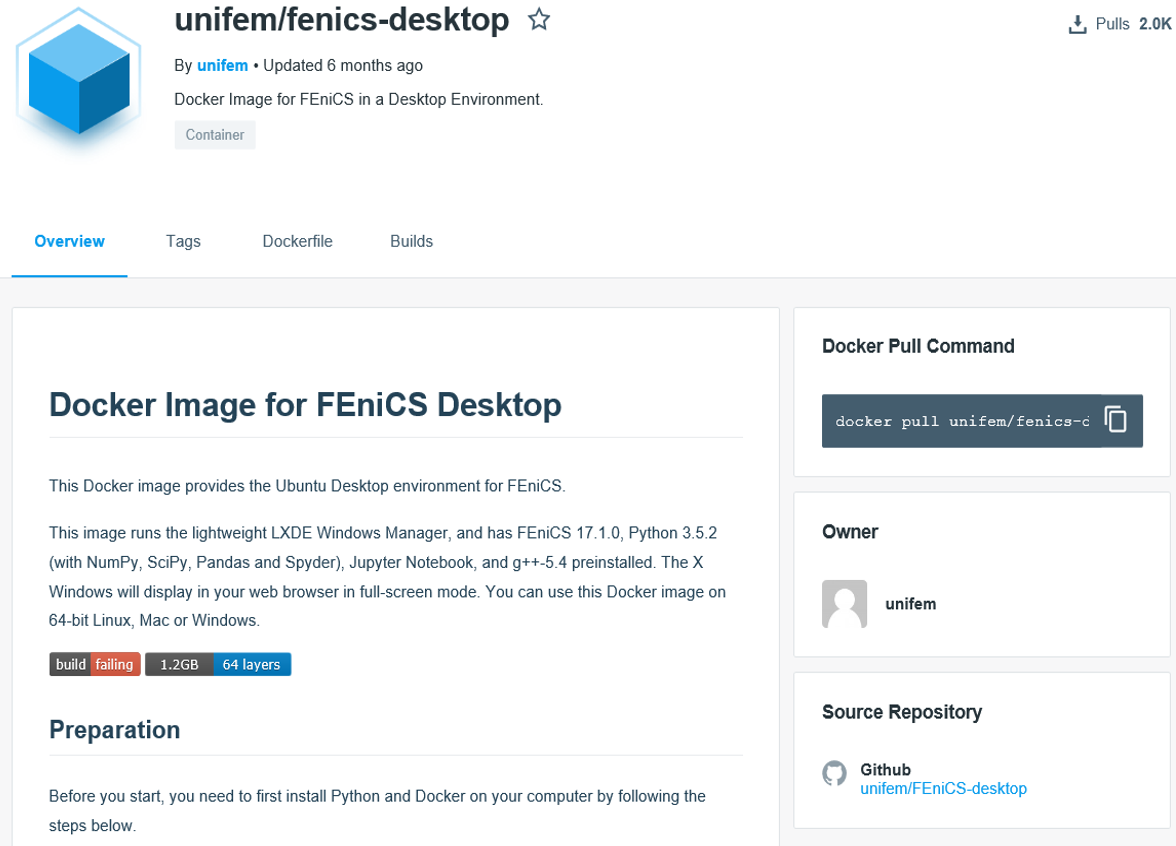 unifem/fenics-desktop
Pulls 2.0K
By unifem • Updated 6 months ago
Docker Image for FEniCS in a Desktop Environment.
Container
Overview Tags Dockerfile Builds
Docker Image for FEniCS Desktop
This Docker image provides the Ubuntu Desktop environment for FEniCS.
This image runs the lightweight LXDE Windows Manager, and has FEniCS 17.1.0, Python 3.5.2
(with NumPy, SciPy, Pandas and Spyder), Jupyter Notebook, and g++-5.4 preinstalled. The X
Windows will display in your web browser in full-screen mode. You can use this Docker image on
64-bit Linux, Mac or Windows.
build failing 1.2GB 64 layers
Preparation
Before you start, you need to first install Python and Docker on your computer by following the
steps below.
Docker Pull Command
docker pull unifem/fenics-d
Owner
unifem
Source Repository
Github
unifem/FEniCS-desktop